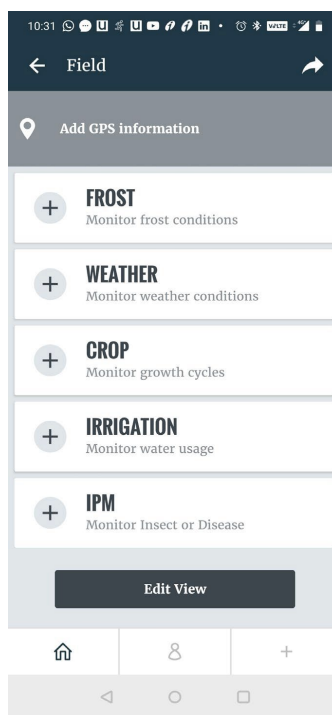 10:31
Field
Add GPS information
FROST
Monitor frost conditions
WEATHER
Monitor weather conditions
CROP
Monitor growth cycles
IRRIGATION
Monitor water usage
IPM
Monitor Insect or Disease
Edit View